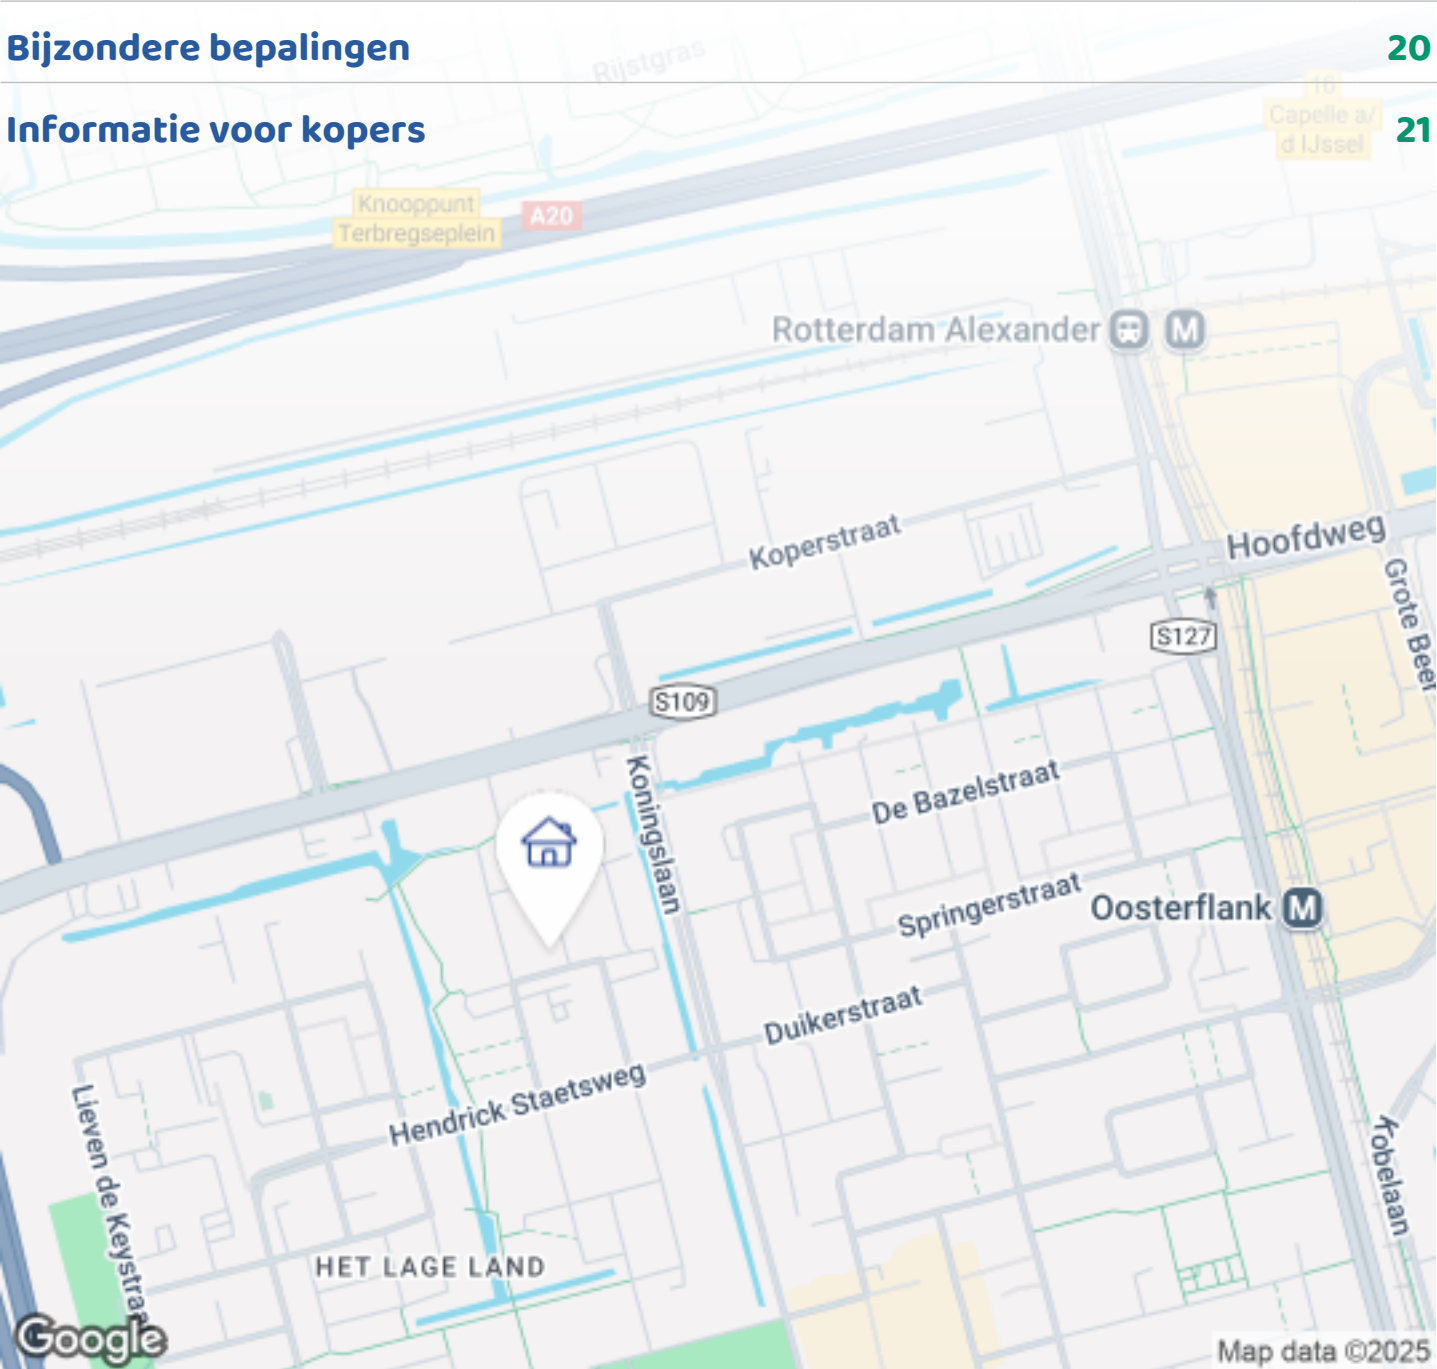 Bijzondere bepalingen 20
Rijstgras
Informatie voor kopers 21
16
Capelle a/
d IJssel
Knooppunt
Terbregseplein
A20
Rotterdam Alexander M
Koperstraat
Hoofdweg
Grote Beer
S127
S109
Koningslaan
De Bazelstraat
Springerstraat
Oosterflank M
Duikerstraat
Hendrick Staetsweg
Lieven de Keystraat
Kobelaan
HET LAGE LAND
Google
Map data ©2025